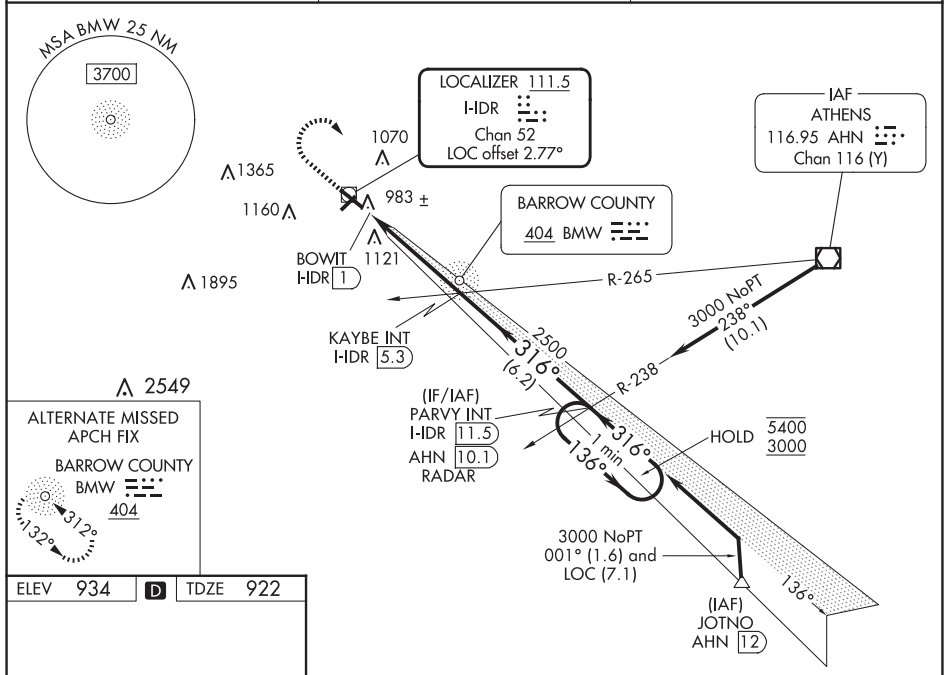 MSA BMW 25 NM
3700
LOCALIZER 111.5
I-IDR
Chan 52
LOC offset 2.77°
IAF
ATHENS
116.95 AHN
Chan 116 (Y)
1070
1365
1160
983 ±
1121
1895
2549
BARROW COUNTY
404 BMW
BOWIT
I-IDR 1
R-265
3000 NoPT
238°
(10.1)
KAYBE INT
I-IDR 5.3
2500
316°
(6.2)
R-238
(IF/IAF)
PARVY INT
I-IDR 11.5
AHN 10.1
RADAR
316°
1 min
136°
HOLD
5400
3000
3000 NoPT
001° (1.6) and
LOC (7.1)
136°
(IAF)
JOTNO
AHN 12
ALTERNATE MISSED
APCH FIX
BARROW COUNTY
BMW
404
312°
132°
ELEV 934 D TDZE 922